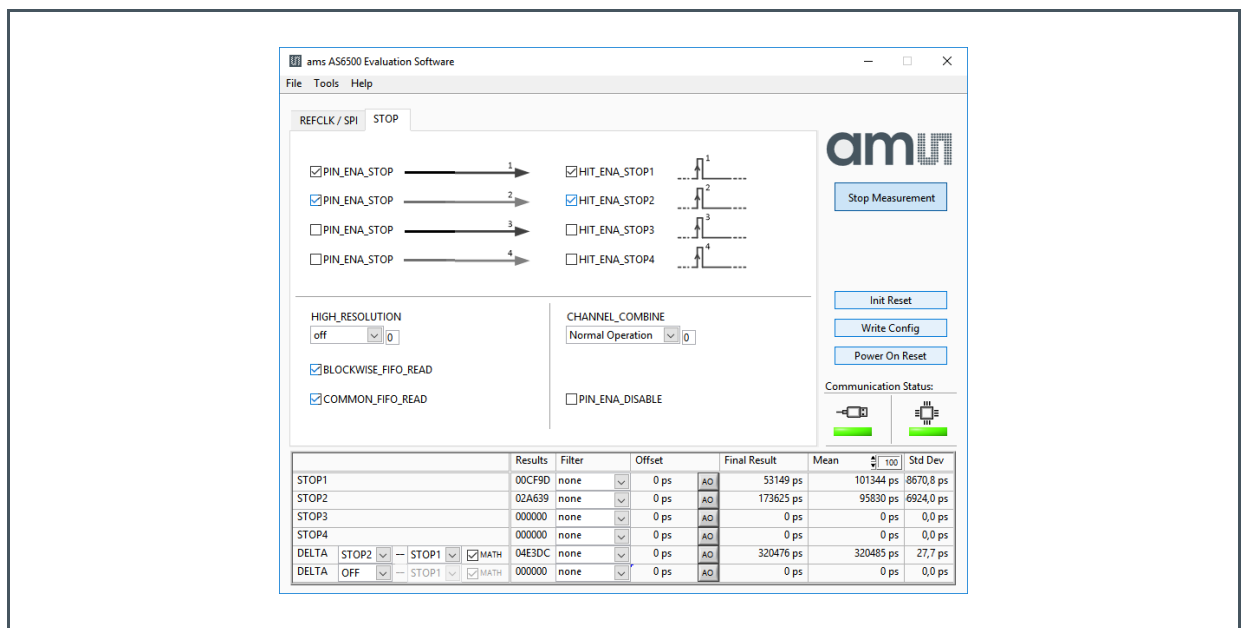 ams AS6500 Evaluation Software
File Tools Help
REFCLK / SPI STOP
PIN_ENA_STOP 1 HIT_ENA_STOP1 1
PIN_ENA_STOP 2 HIT_ENA_STOP2 2
PIN_ENA_STOP 3 HIT_ENA_STOP3 3
PIN_ENA_STOP 4 HIT_ENA_STOP4 4
am
Stop Measurement
Init Reset
Write Config
Power On Reset
HIGH_RESOLUTION CHANNEL_COMBINE
off 0 Normal Operation 0
BLOCKWISE_FIFO_READ
COMMON_FIFO_READ PIN_ENA_DISABLE
Communication Status:
Results Filter Offset Final Result Mean 100 Std Dev
STOP1 00CF9D none 0 ps AO 53149 ps 101344 ps 8670,8 ps
STOP2 02A639 none 0 ps AO 173625 ps 95830 ps 6924,0 ps
STOP3 000000 none 0 ps AO 0 ps 0 ps 0,0 ps
STOP4 000000 none 0 ps AO 0 ps 0 ps 0,0 ps
DELTA STOP2 — STOP1 MATH 04E3DC none 0 ps AO 320476 ps 320485 ps 27,7 ps
DELTA OFF — STOP1 MATH 000000 none 0 ps AO 0 ps 0 ps 0,0 ps